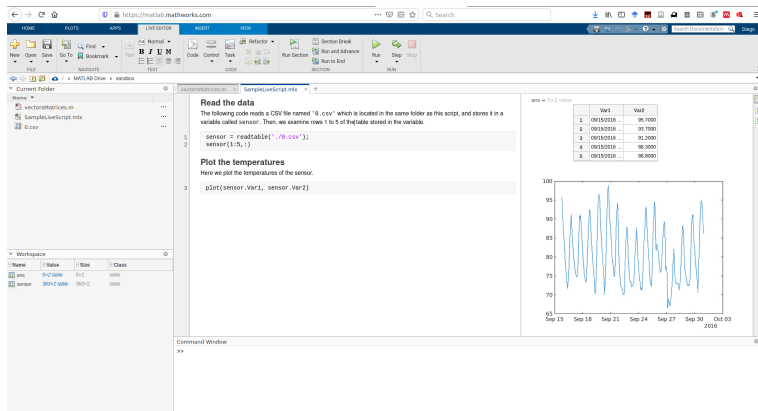 https://matlab.mathworks.com
Search
HOME PLOTS APPS LIVE EDITOR INSERT VIEW
Search Documentation Diego
New Open Save Go To Find Bookmark Text Normal B I U M Code Control Task Refactor Run Section Section Break Run and Advance Run to End Run Step Stop
FILE NAVIGATE TEXT CODE SECTION RUN
/ MATLAB Drive sandbox
Current Folder
Name
vectorsMatrices.m
SampleLiveScript.mlx
0.csv
Workspace
Name Value Size Class
ans 5×2 table 5×2 table
sensor 363×2 table 363×2 table
vectorsMatrices.m × SampleLiveScript.mlx × +
Read the data
The following code reads a CSV file named '0.csv' which is located in the same folder as this script, and stores it in a
variable called sensor. Then, we examine rows 1 to 5 of the table stored in the variable.
1 sensor = readtable('./0.csv');
2 sensor(1:5,:)
Plot the temperatures
Here we plot the temperatures of the sensor.
3 plot(sensor.Var1, sensor.Var2)
ans = 5×2 table
Var1 Var2
1 09/15/2016 ... 95.7000
2 09/15/2016 ... 93.7000
3 09/15/2016 ... 91.2000
4 09/15/2016 ... 88.3000
5 09/15/2016 ... 86.8000
100
95
90
85
80
75
70
65
Sep 15 Sep 18 Sep 21 Sep 24 Sep 27 Sep 30 Oct 03
2016
Command Window
>>